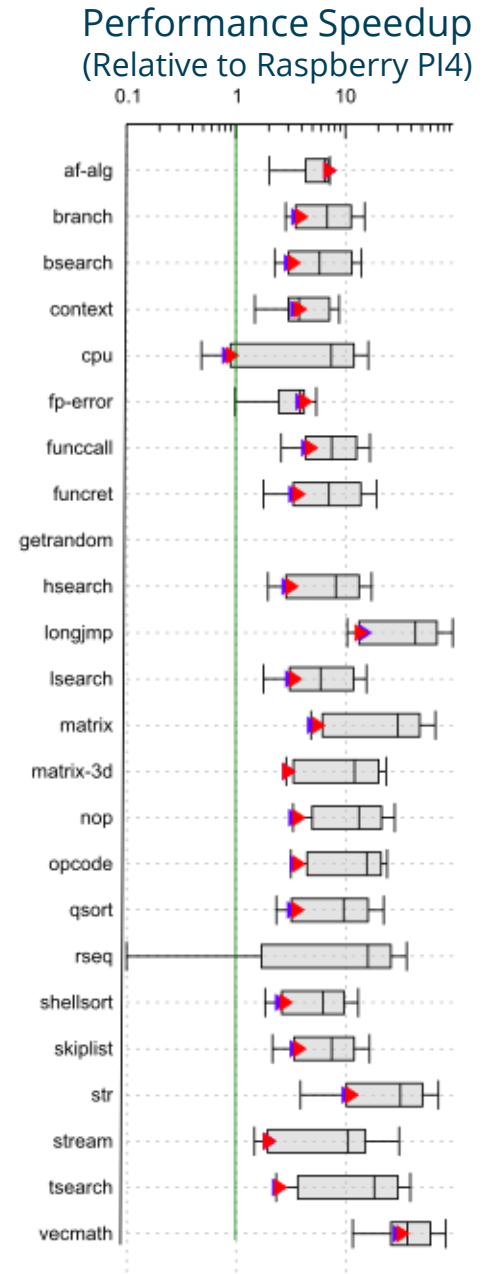 Performance Speedup
(Relative to Raspberry PI4)
0.1 1 10
af-alg
branch
bsearch
context
cpu
fp-error
funccall
funcret
getrandom
hsearch
longjmp
lsearch
matrix
matrix-3d
nop
opcode
qsort
rseq
shellsort
skiplist
str
stream
tsearch
vecmath